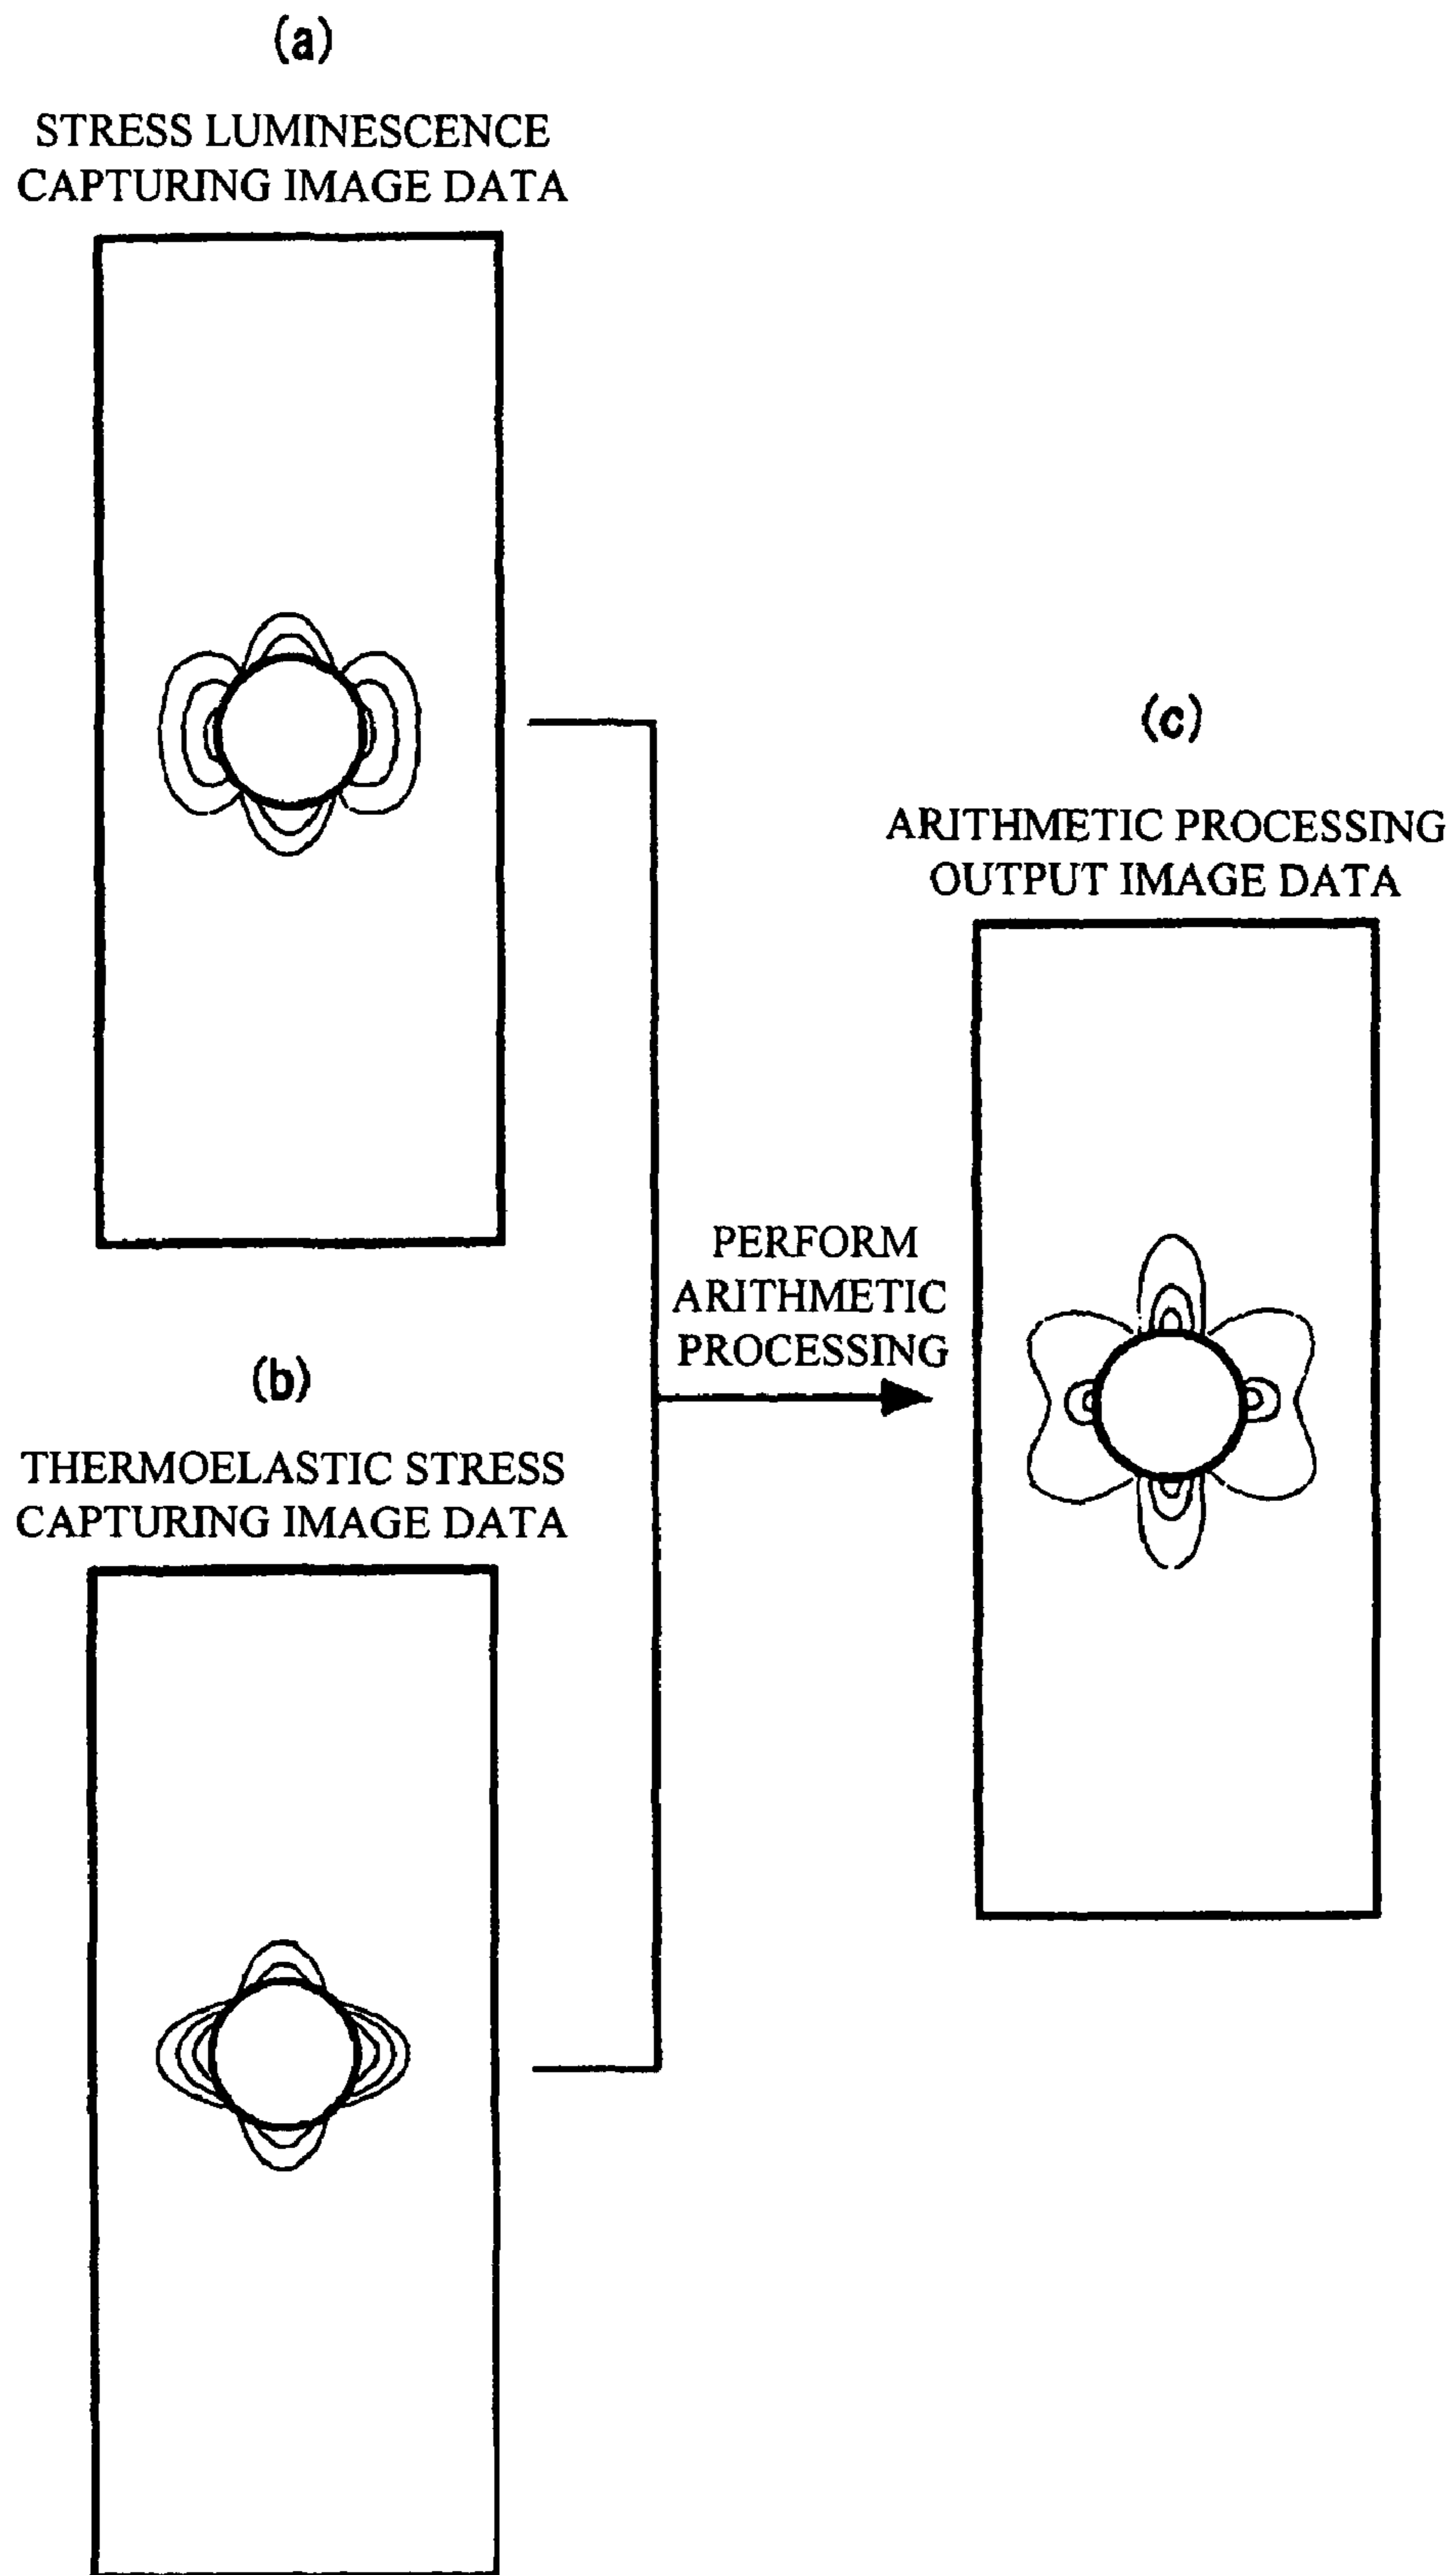 (a)
STRESS LUMINESCENCE
CAPTURING IMAGE DATA
(c)
ARITHMETIC PROCESSING
OUTPUT IMAGE DATA
PERFORM
ARITHMETIC
PROCESSING
(b)
THERMOELASTIC STRESS
CAPTURING IMAGE DATA